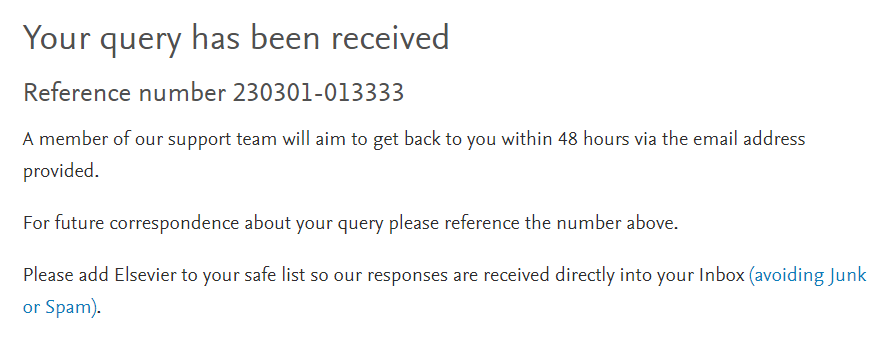 Your query has been received
Reference number 230301-013333
A member of our support team will aim to get back to you within 48 hours via the email address
provided.
For future correspondence about your query please reference the number above.
Please add Elsevier to your safe list so our responses are received directly into your Inbox (avoiding Junk
or Spam).